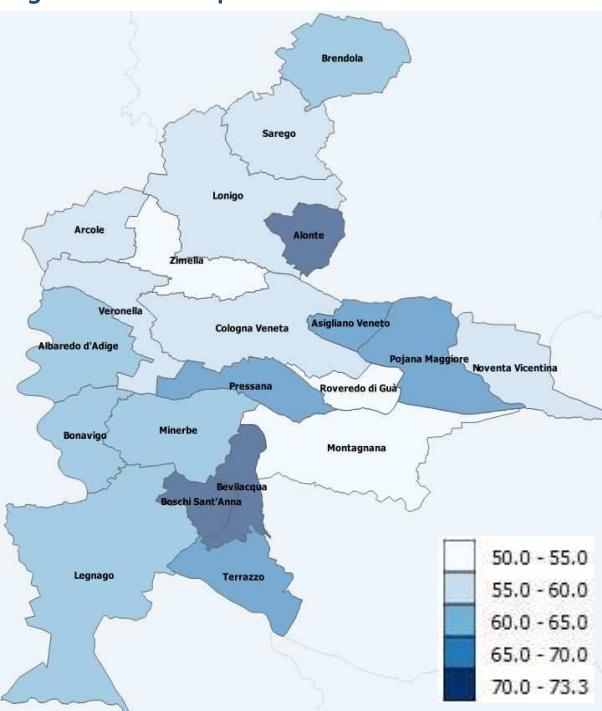 Brendola
Sarego
Lonigo
Arcole
Alonte
Zimella
Veronella
Cologna Veneta
Asigliano Veneto
Albaredo d'Adige
Pojana Maggiore
Noventa Vicentina
Pressana
Roveredo di Guà
Bonavigo
Minerbe
Montagnana
Bevilacqua
Boschi Sant'Anna
Legnago
Terrazzo
50.0 - 55.0
55.0 - 60.0
60.0 - 65.0
65.0 - 70.0
70.0 - 73.3